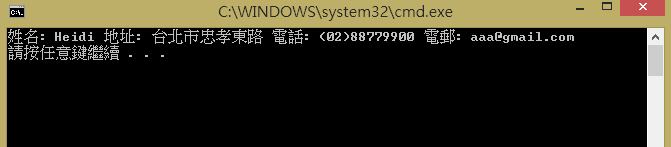 C:\WINDOWS\system32\cmd.exe
姓名: Heidi 地址: 台北市忠孝東路 電話: (02)88779900 電郵: aaa@gmail.com
請按任意鍵繼續 . . .